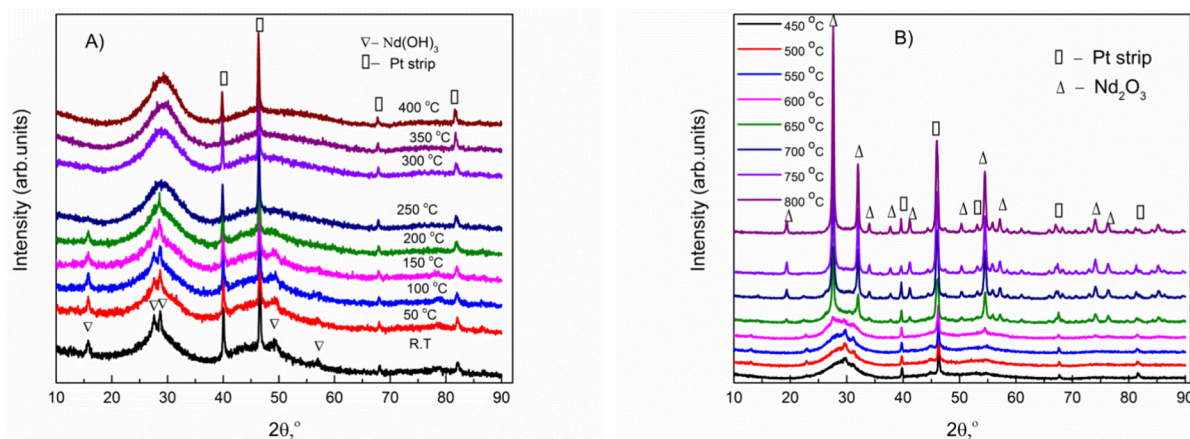 A)
▽– Nd(OH)₃
▯ – Pt strip
400 °C
350 °C
300 °C
250 °C
200 °C
150 °C
100 °C
50 °C
R.T
Intensity (arb.units)
10 20 30 40 50 60 70 80 90
2θ,°
B)
450 °C
500 °C
550 °C
600 °C
650 °C
700 °C
750 °C
800 °C
▯ – Pt strip
△ – Nd₂O₃
Intensity (arb.units)
10 20 30 40 50 60 70 80 90
2θ,°